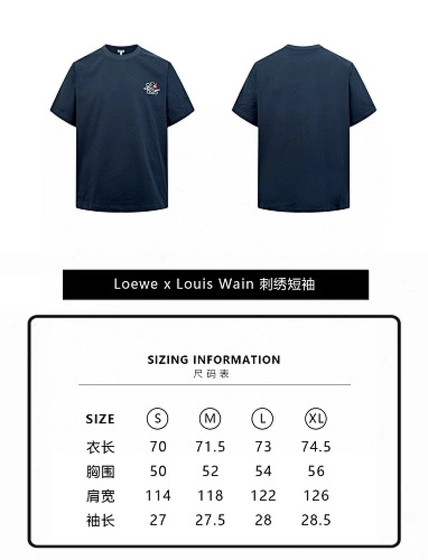 Loewe x Louis Wain 刺绣短袖
SIZING INFORMATION
尺码表
SIZE S M L XL
衣长 70 71.5 73 74.5
胸围 50 52 54 56
肩宽 114 118 122 126
袖长 27 27.5 28 28.5